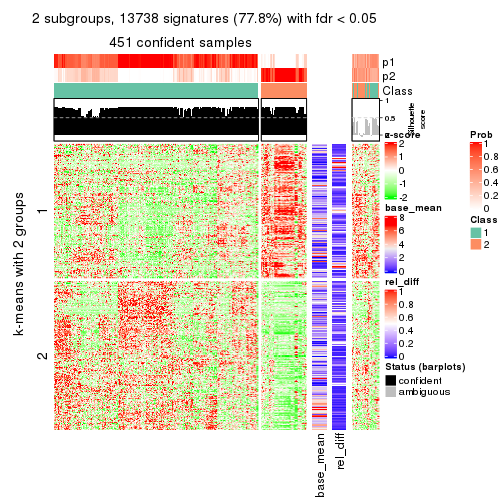 2 subgroups, 13738 signatures (77.8%) with fdr < 0.05
451 confident samples
p1
p2
Class
1
0.5
0
Silhouette
score
k-means with 2 groups
1
2
base_mean
rel_diff
z-score
2
1
0
-1
-2
base_mean
8
6
4
2
0
rel_diff
1
0.8
0.6
0.4
0.2
0
Status (barplots)
confident
ambiguous
Prob
1
0.8
0.6
0.4
0.2
0
Class
1
2